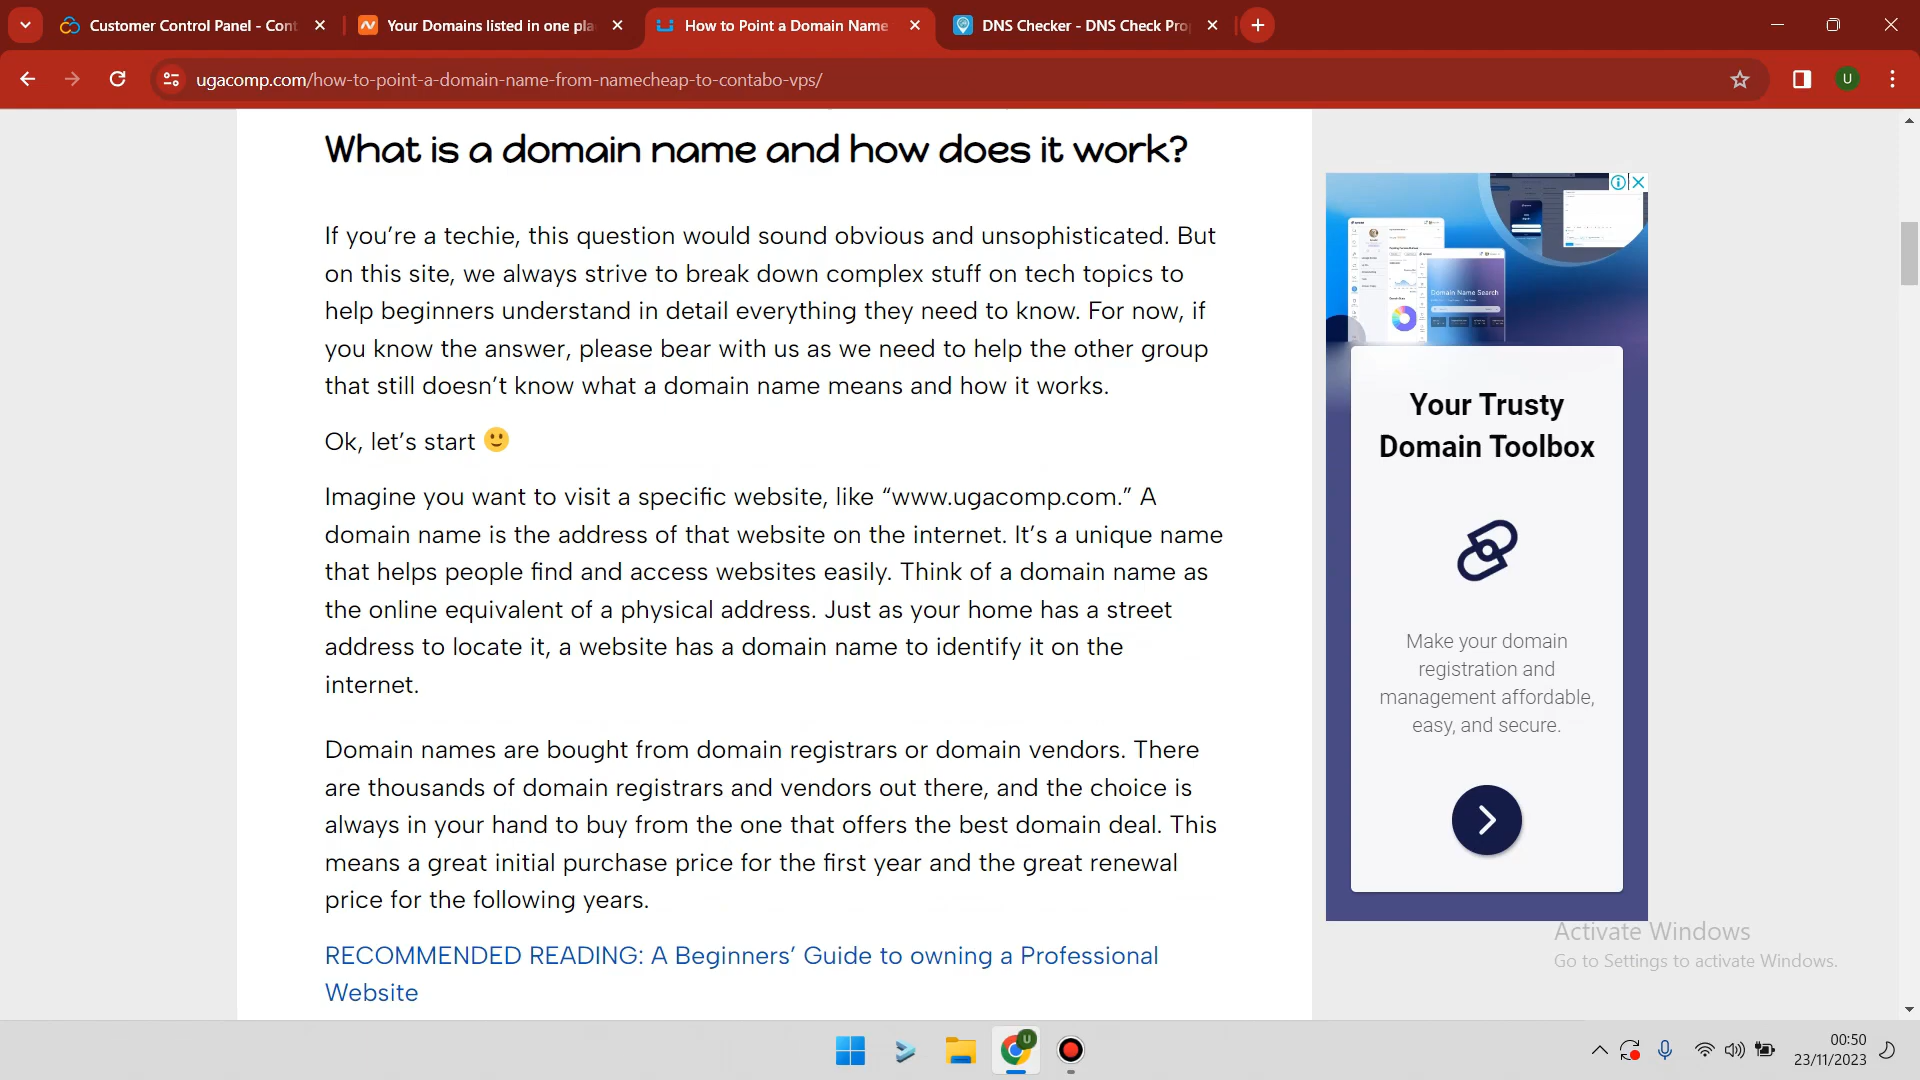 Customer Control Panel - Cont
Your Domains listed in one pla
How to Point a Domain Name
DNS Checker - DNS Check Pro
ugacomp.com/how-to-point-a-domain-name-from-namecheap-to-contabo-vps/
U
What is a domain name and how does it work?
If you’re a techie, this question would sound obvious and unsophisticated. But
on this site, we always strive to break down complex stuff on tech topics to
help beginners understand in detail everything they need to know. For now, if
you know the answer, please bear with us as we need to help the other group
that still doesn’t know what a domain name means and how it works.
Ok, let’s start
Imagine you want to visit a specific website, like “www.ugacomp.com.” A
domain name is the address of that website on the internet. It’s a unique name
that helps people find and access websites easily. Think of a domain name as
the online equivalent of a physical address. Just as your home has a street
address to locate it, a website has a domain name to identify it on the
internet.
Domain names are bought from domain registrars or domain vendors. There
are thousands of domain registrars and vendors out there, and the choice is
always in your hand to buy from the one that offers the best domain deal. This
means a great initial purchase price for the first year and the great renewal
price for the following years.
RECOMMENDED READING: A Beginners’ Guide to owning a Professional
Website
Domain Name Search
Your Trusty
Domain Toolbox
Make your domain
registration and
management affordable,
easy, and secure.
Activate Windows
Go to Settings to activate Windows.
U
00:50
23/11/2023